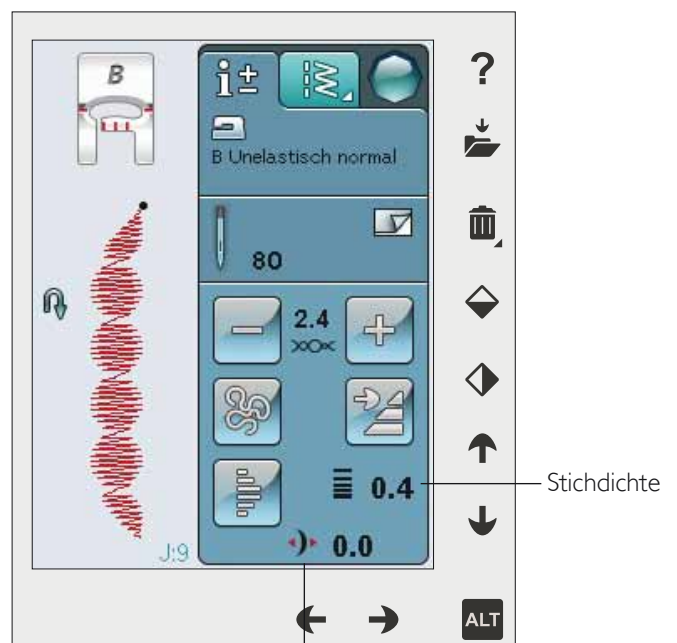 B
i±
?
B Unelastisch normal
80
2.4
0.4
Stichdichte
0.0
J:9
ALT